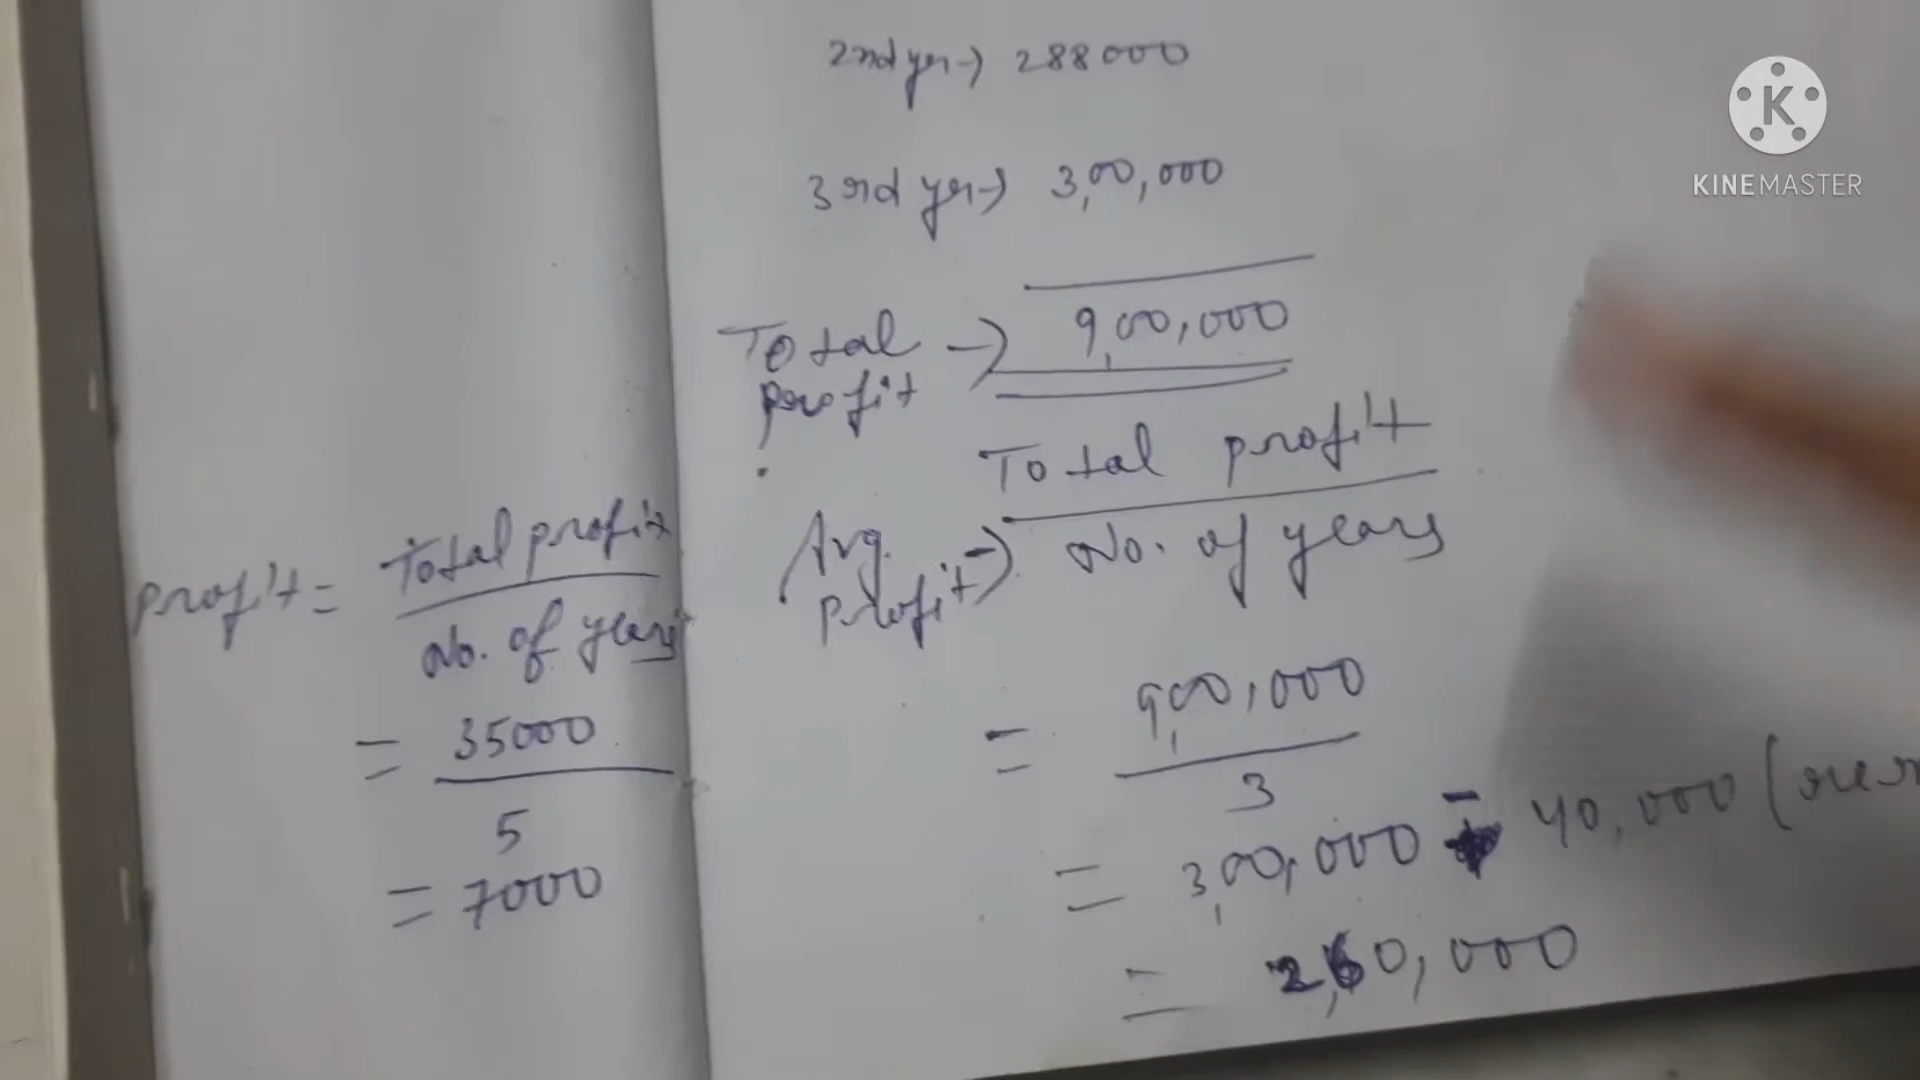 2nd yr→ 288000
3rd yr→ 3,00,000
Total profit → 9,00,000
Total profit
Avg. profit → No. of years
= 9,00,000
3
= 3,00,000 - 40,000 (
= 2,60,000
profit = Total profit
No. of years
= 35000
5
= 7000
KINEMASTER